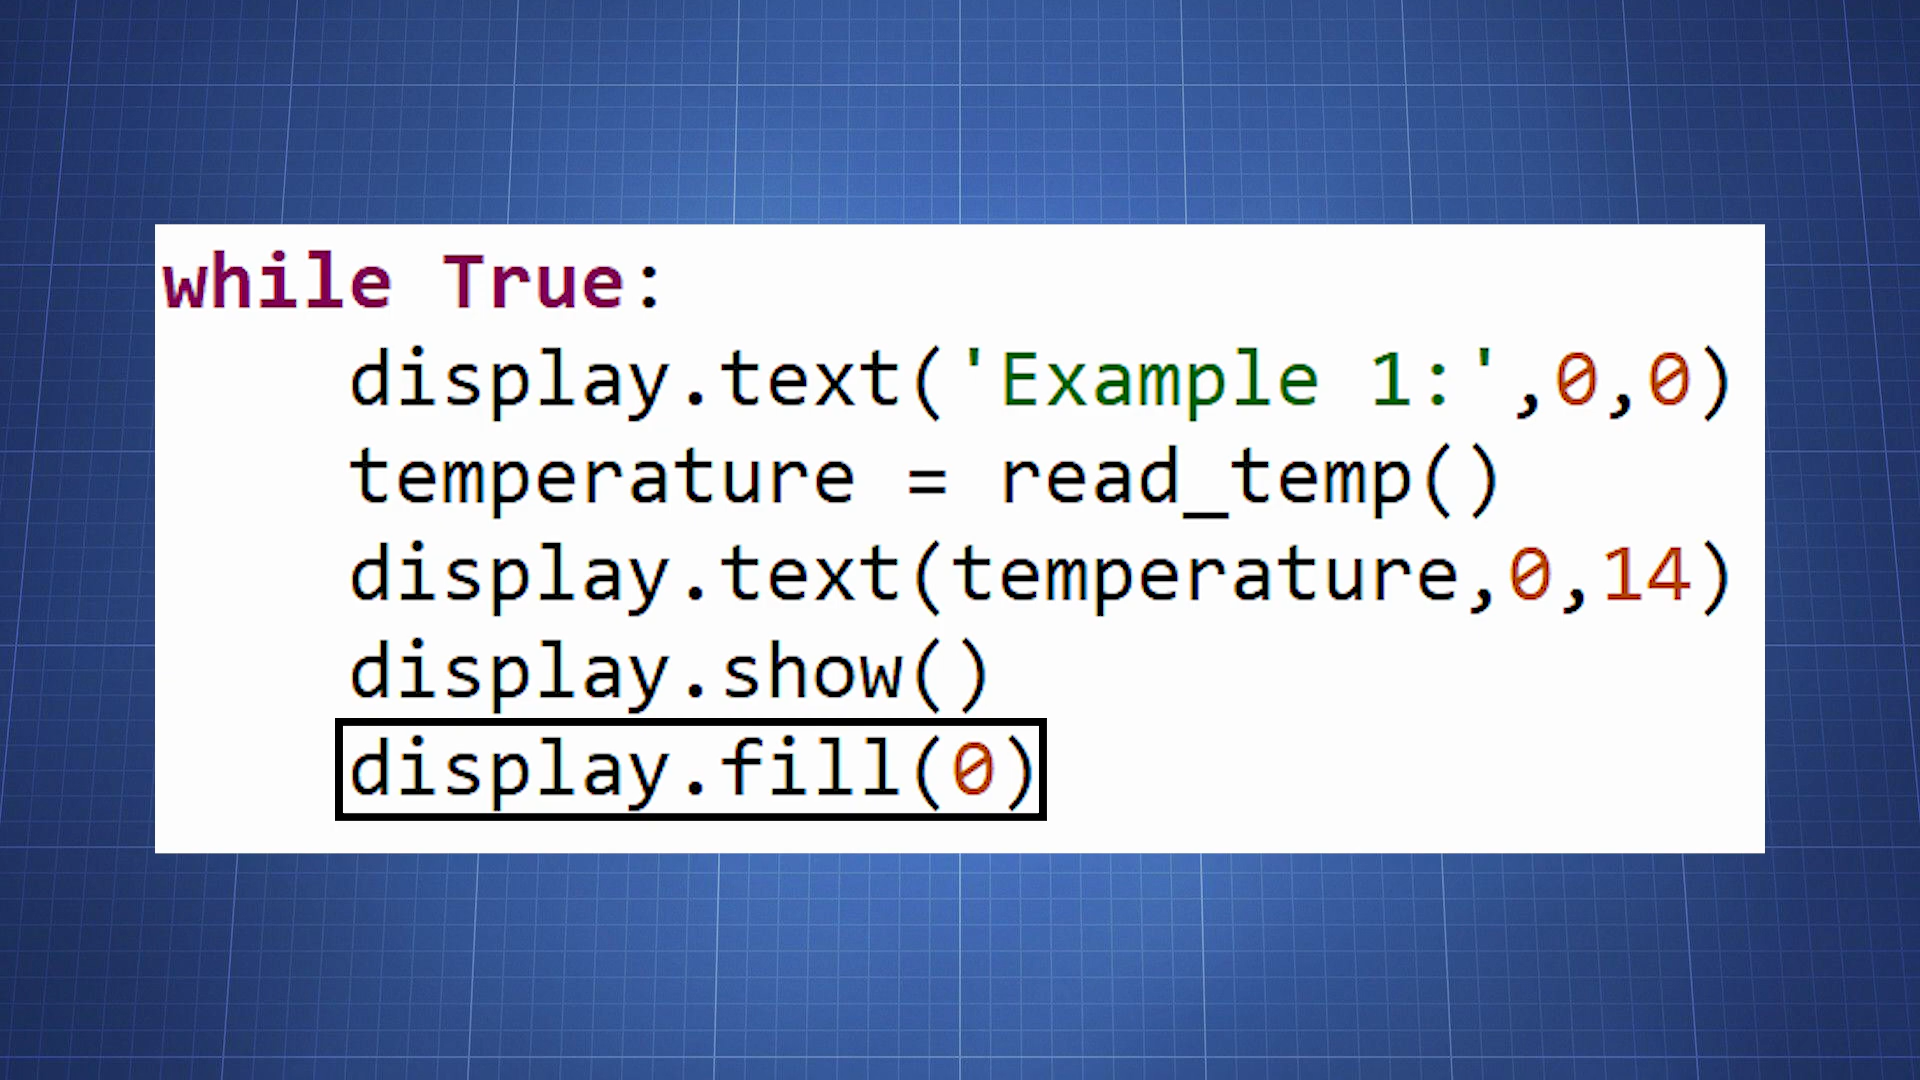 while True:
    display.text('Example 1:',0,0)
    temperature = read_temp()
    display.text(temperature,0,14)
    display.show()
    display.fill(0)